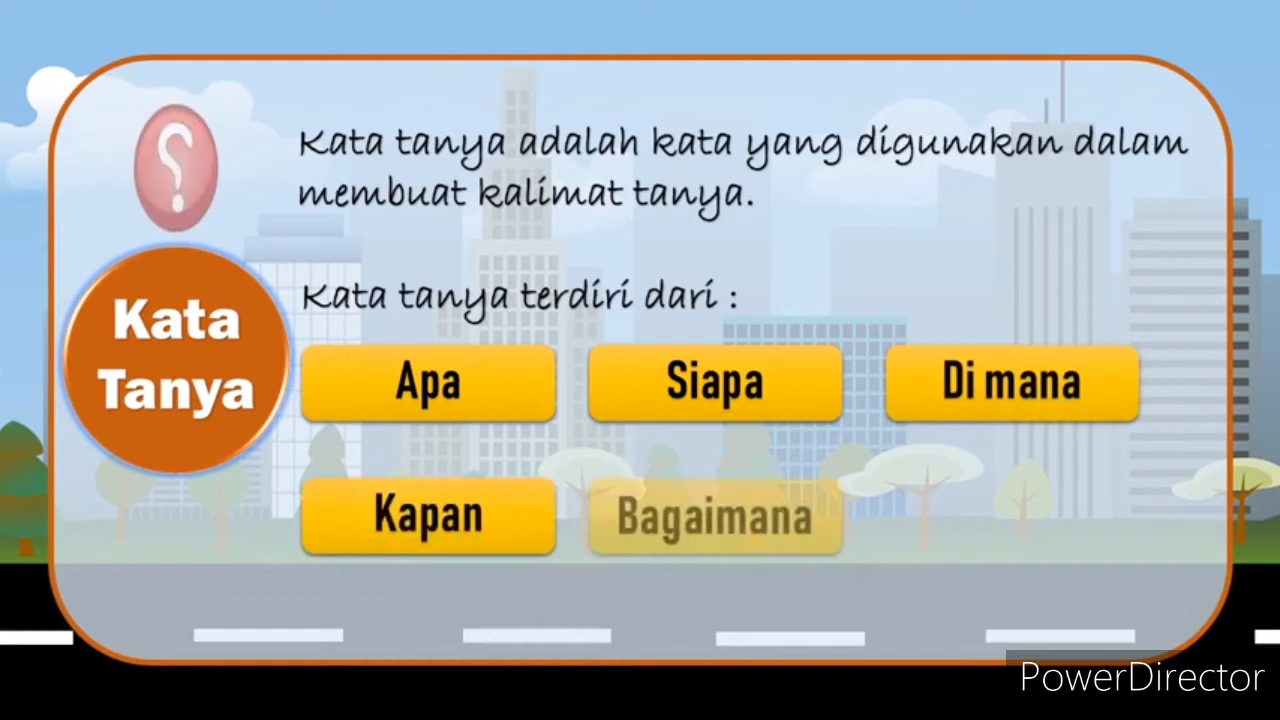 ?
Kata tanya adalah kata yang digunakan dalam
membuat kalimat tanya.
Kata
Tanya
Kata tanya terdiri dari :
Apa
Siapa
Di mana
Kapan
Bagaimana
PowerDirector